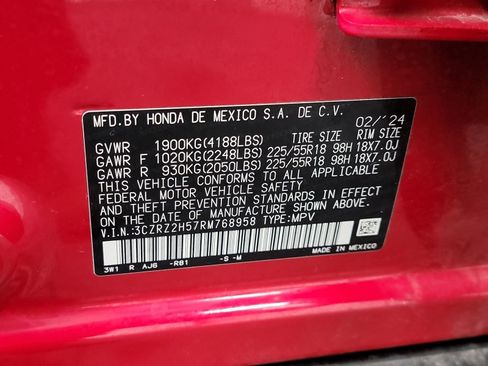 MFD.BY HONDA DE MEXICO S.A. DE C.V. 02/'24
GVWR 1900KG(4188LBS) TIRE SIZE RIM SIZE
GAWR F 1020KG(2248LBS) 225/55R18 98H 18X7.0J
GAWR R 930KG(2050LBS) 225/55R18 98H 18X7.0J
THIS VEHICLE CONFORMS TO ALL APPLICABLE
FEDERAL MOTOR VEHICLE SAFETY AND
THEFT PREVENTION STANDARDS IN EFFECT
ON THE DATE OF MANUFACTURE SHOWN ABOVE.
V.I.N:3CZRZ2H57RM768958 TYPE:MPV
3W1 R AJ6 -R81 -S -M MADE IN MEXICO